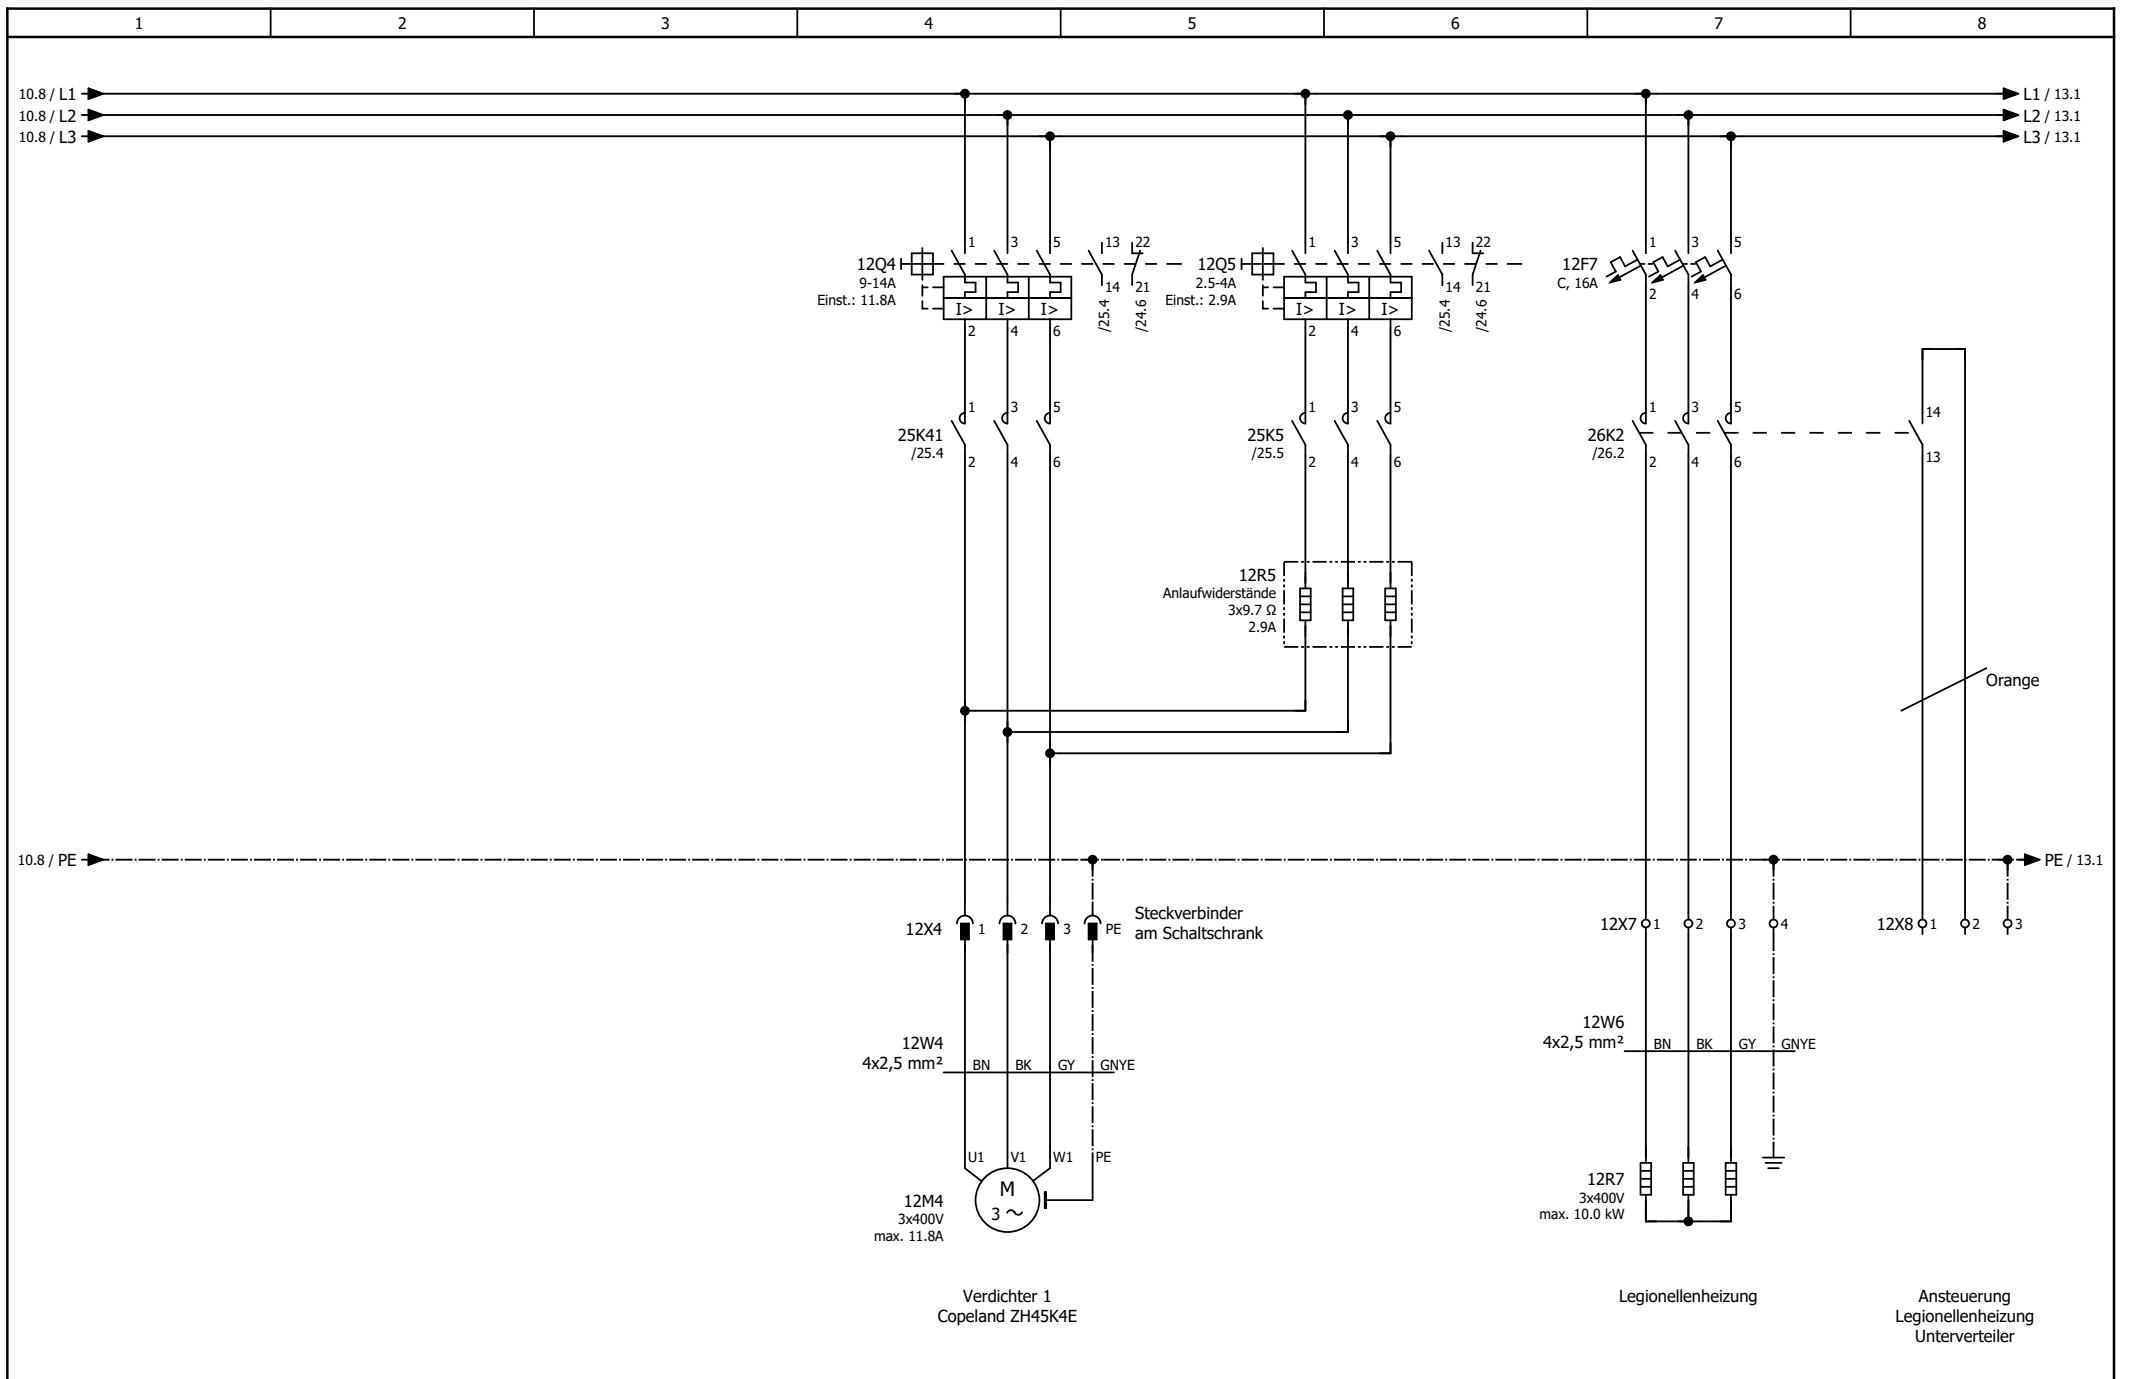 1 2 3 4 5 6 7 8
10.8 / L1 L1 / 13.1
10.8 / L2 L2 / 13.1
10.8 / L3 L3 / 13.1
1 3 5 13 22
12Q4
9-14A
Einst.: 11.8A
14 21
I> I> I>
2 4 6
/25.4 /24.6
1 3 5 13 22
12Q5
2.5-4A
Einst.: 2.9A
14 21
I> I> I>
2 4 6
/25.4 /24.6
1 3 5
12F7
C, 16A
2 4 6
1 3 5
25K41
/25.4
2 4 6
1 3 5
25K5
/25.5
2 4 6
1 3 5
26K2
/26.2
2 4 6
14
13
12R5
Anlaufwiderstände
3x9.7 Ω
2.9A
Orange
10.8 / PE PE / 13.1
12X4 1 2 3 PE
Steckverbinder
am Schaltschrank
12X7 1 2 3 4
12X8 1 2 3
12W4
4x2,5 mm²
BN BK GY GNYE
12W6
4x2,5 mm²
BN BK GY GNYE
U1 V1 W1 PE
M
3 ~
12M4
3x400V
max. 11.8A
12R7
3x400V
max. 10.0 kW
Verdichter 1
Copeland ZH45K4E
Legionellenheizung
Ansteuerung
Legionellenheizung
Unterverteiler